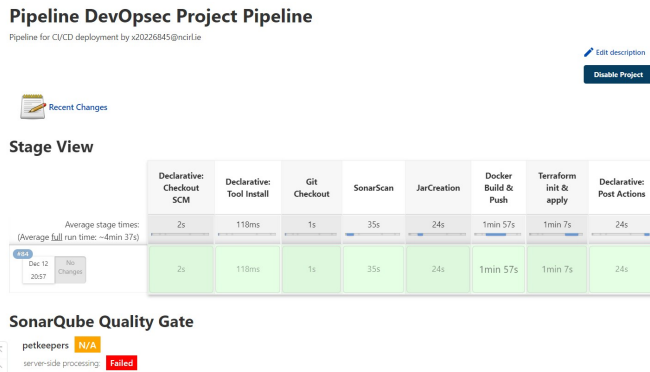 Pipeline DevOpsec Project Pipeline
Pipeline for CI/CD deployment by x20226845@ncirl.ie
Edit description
Disable Project
Recent Changes
Stage View
Declarative: Checkout SCM
Declarative: Tool Install
Git Checkout
SonarScan
JarCreation
Docker Build & Push
Terraform init & apply
Declarative: Post Actions
Average stage times:
(Average full run time: ~4min 37s)
2s
118ms
1s
35s
24s
1min 57s
1min 7s
24s
#84
Dec 12
20:57
No Changes
2s
118ms
1s
35s
24s
1min 57s
1min 7s
24s
SonarQube Quality Gate
petkeepers N/A
server-side processing: Failed